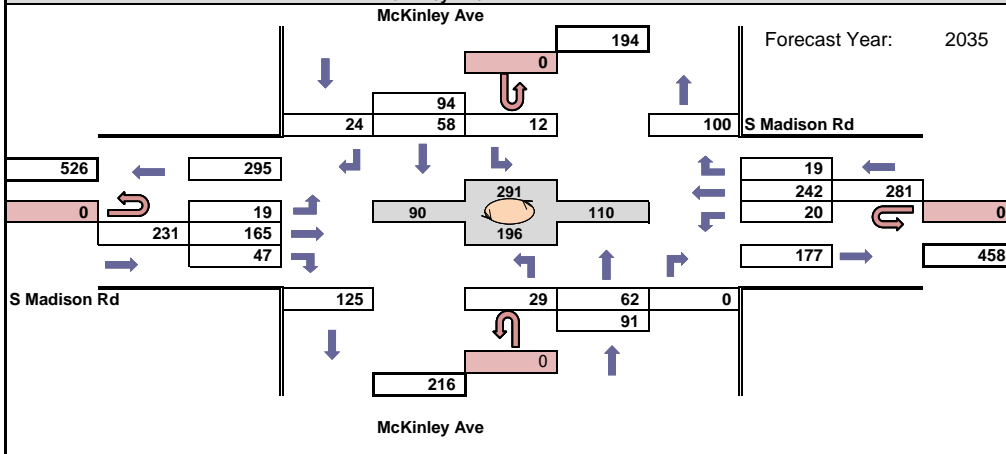 McKinley Ave
194
Forecast Year: 2035
0
94
24 58 12 100 S Madison Rd
526 295 19
291
242 281
0 19 90 110 20 0
231 165 196
47 177 458
S Madison Rd 125 29 62 0
91
0
216
McKinley Ave